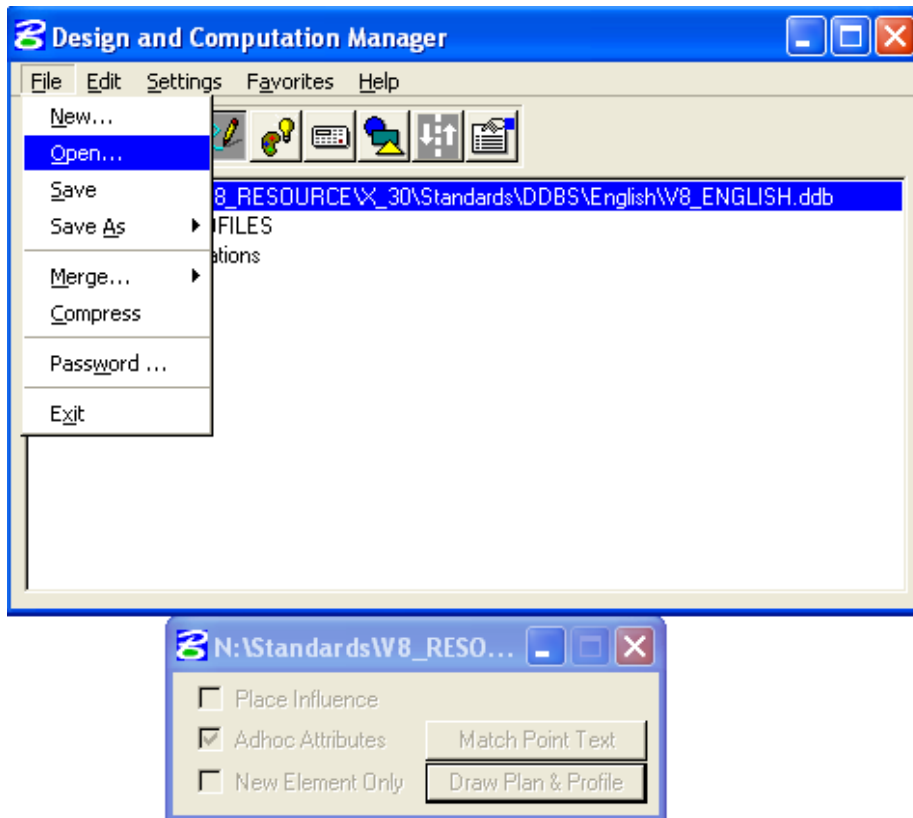 Design and Computation Manager
File Edit Settings Favorites Help
New...
Open...
Save
8_RESOURCE\X_30\Standards\DDBS\English\V8_ENGLISH.ddb
Save As
FILES
ations
Merge...
Compress
Password ...
Exit
N:\Standards\V8_RESO...
Place Influence
Adhoc Attributes Match Point Text
New Element Only Draw Plan & Profile